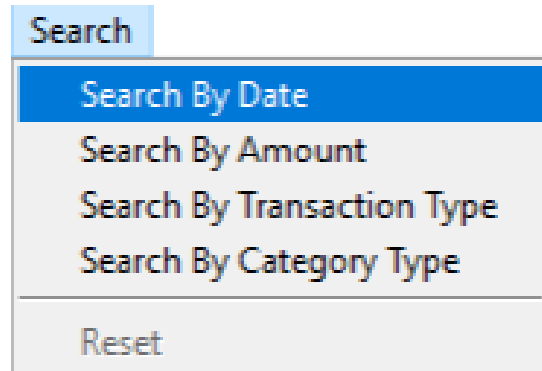 Search
Search By Date
Search By Amount
Search By Transaction Type
Search By Category Type
Reset